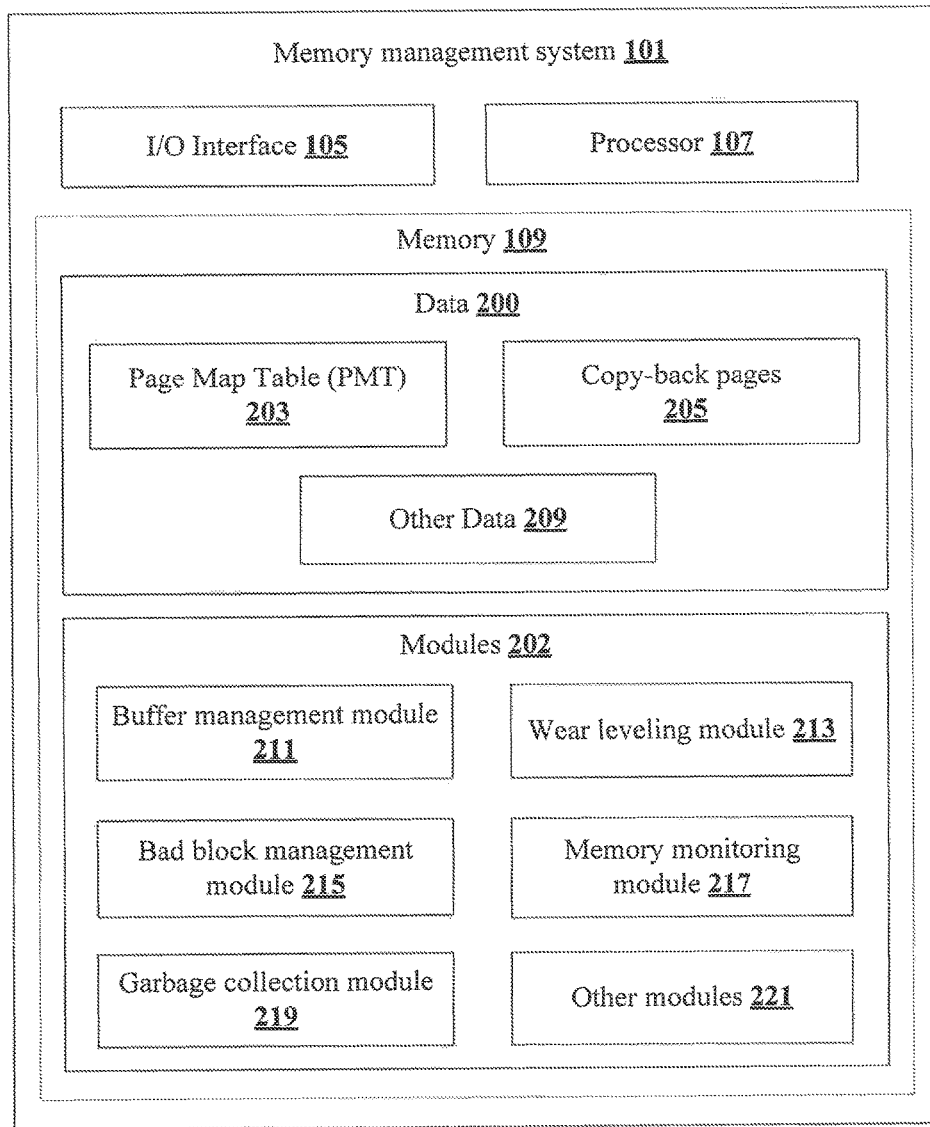 Memory management system 101
I/O Interface 105
Processor 107
Memory 109
Data 200
Page Map Table (PMT)
203
Copy-back pages
205
Other Data 209
Modules 202
Buffer management module
211
Wear leveling module 213
Bad block management
module 215
Memory monitoring
module 217
Garbage collection module
219
Other modules 221